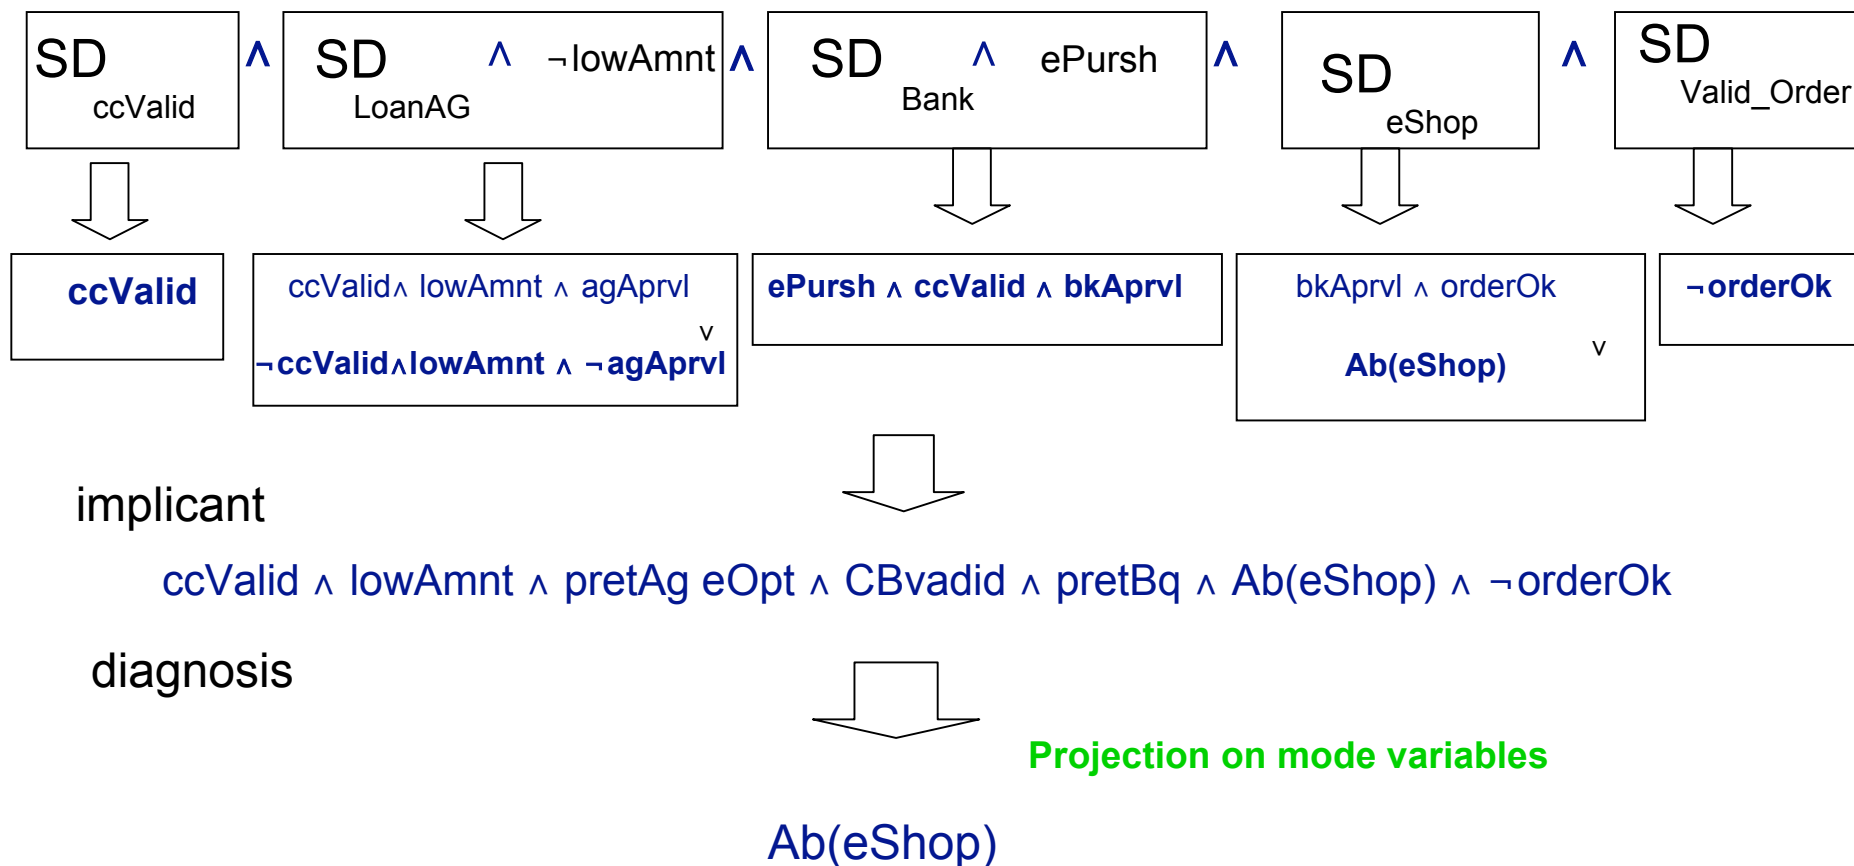 SD ccValid ∧ SD LoanAG ∧ ¬lowAmnt ∧ SD Bank ∧ ePursh ∧ SD eShop ∧ SD Valid_Order
ccValid
ccValid∧ lowAmnt ∧ agAprvl
∨
¬ccValid∧lowAmnt ∧ ¬agAprvl
ePursh ∧ ccValid ∧ bkAprvl
bkAprvl ∧ orderOk
∨
Ab(eShop)
¬orderOk
implicant
ccValid ∧ lowAmnt ∧ pretAg eOpt ∧ CBvadid ∧ pretBq ∧ Ab(eShop) ∧ ¬orderOk
diagnosis
Projection on mode variables
Ab(eShop)